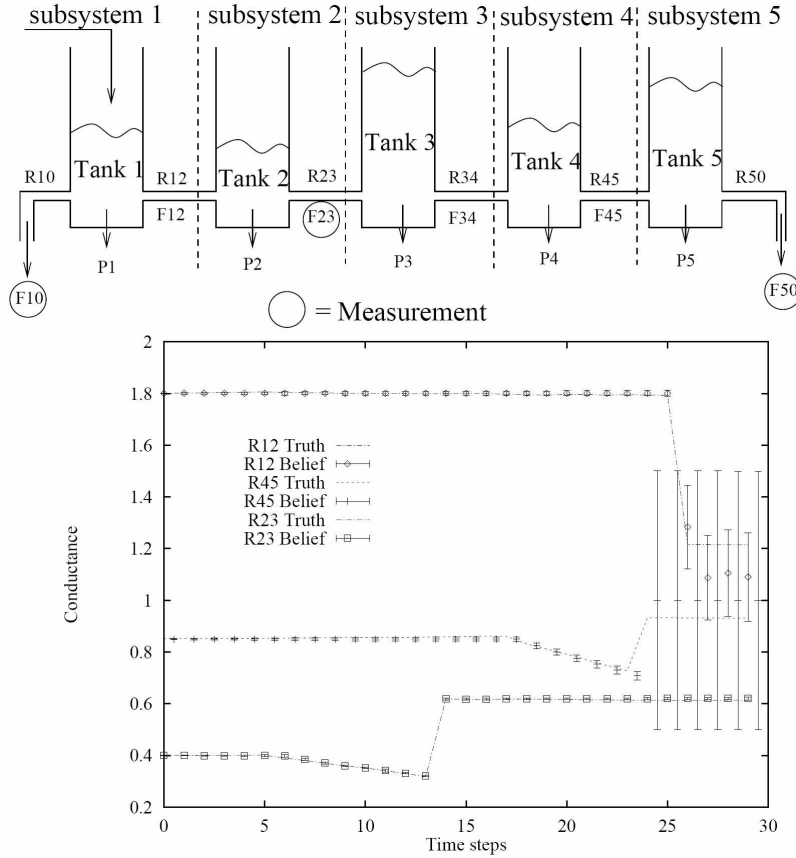 subsystem 1 subsystem 2 subsystem 3 subsystem 4 subsystem 5
Tank 1 Tank 2 Tank 3 Tank 4 Tank 5
R10 R12 R23 R34 R45 R50
F12 F23 F34 F45
P1 P2 P3 P4 P5
F10 F50
= Measurement
2
1.8
1.6
1.4
1.2
1
0.8
0.6
0.4
0.2
Conductance
R12 Truth
R12 Belief
R45 Truth
R45 Belief
R23 Truth
R23 Belief
0 5 10 15 20 25 30
Time steps